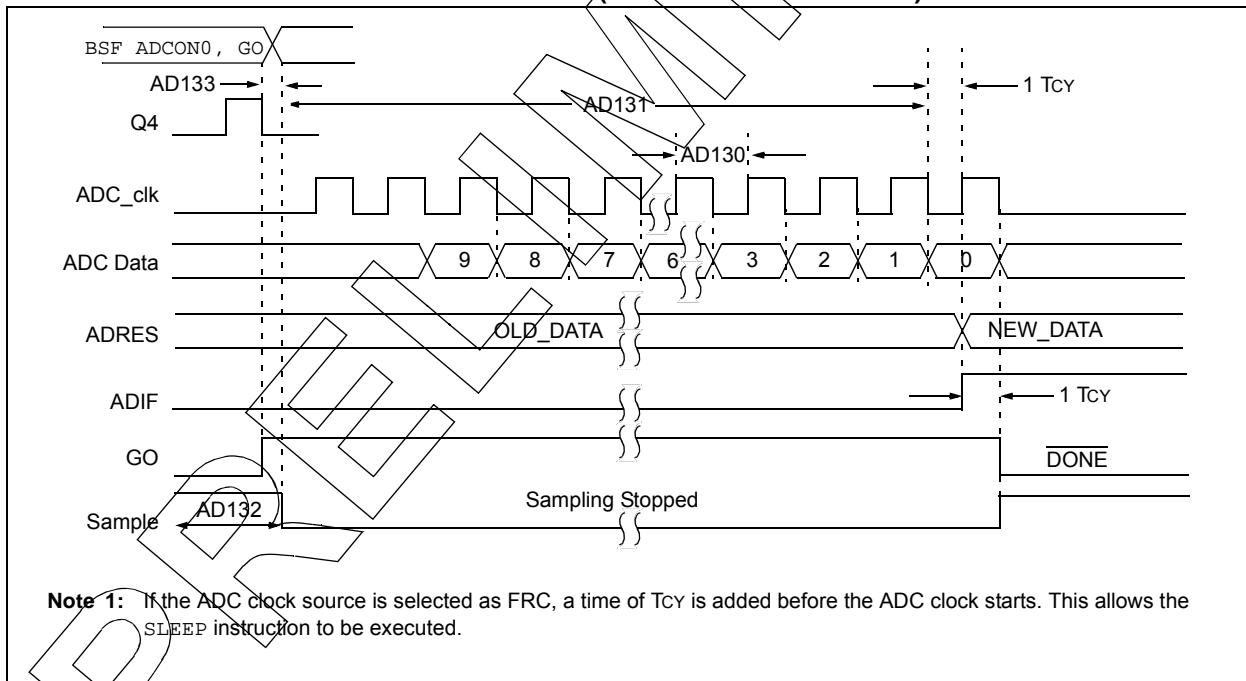 BSF ADCON0, GO
AD133
1 TCY
AD131
Q4
AD130
ADC_clk
ADC Data
9 8 7 6 3 2 1 0
ADRES
OLD_DATA
NEW_DATA
ADIF
1 TCY
GO
DONE
Sample
AD132
Sampling Stopped
Note 1: If the ADC clock source is selected as FRC, a time of TCY is added before the ADC clock starts. This allows the
SLEEP instruction to be executed.